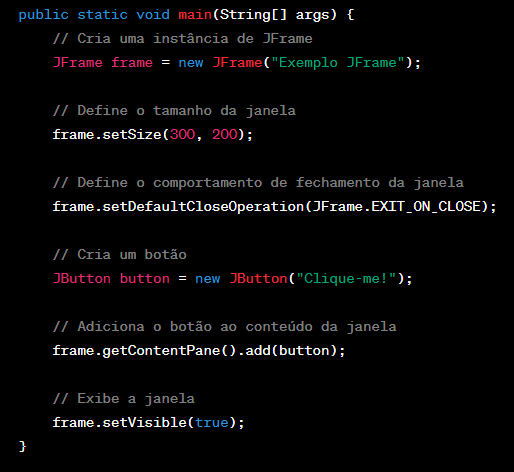 public static void main(String[] args) {
    // Cria uma instância de JFrame
    JFrame frame = new JFrame("Exemplo JFrame");
    // Define o tamanho da janela
    frame.setSize(300, 200);
    // Define o comportamento de fechamento da janela
    frame.setDefaultCloseOperation(JFrame.EXIT_ON_CLOSE);
    // Cria um botão
    JButton button = new JButton("Clique-me!");
    // Adiciona o botão ao conteúdo da janela
    frame.getContentPane().add(button);
    // Exibe a janela
    frame.setVisible(true);
}